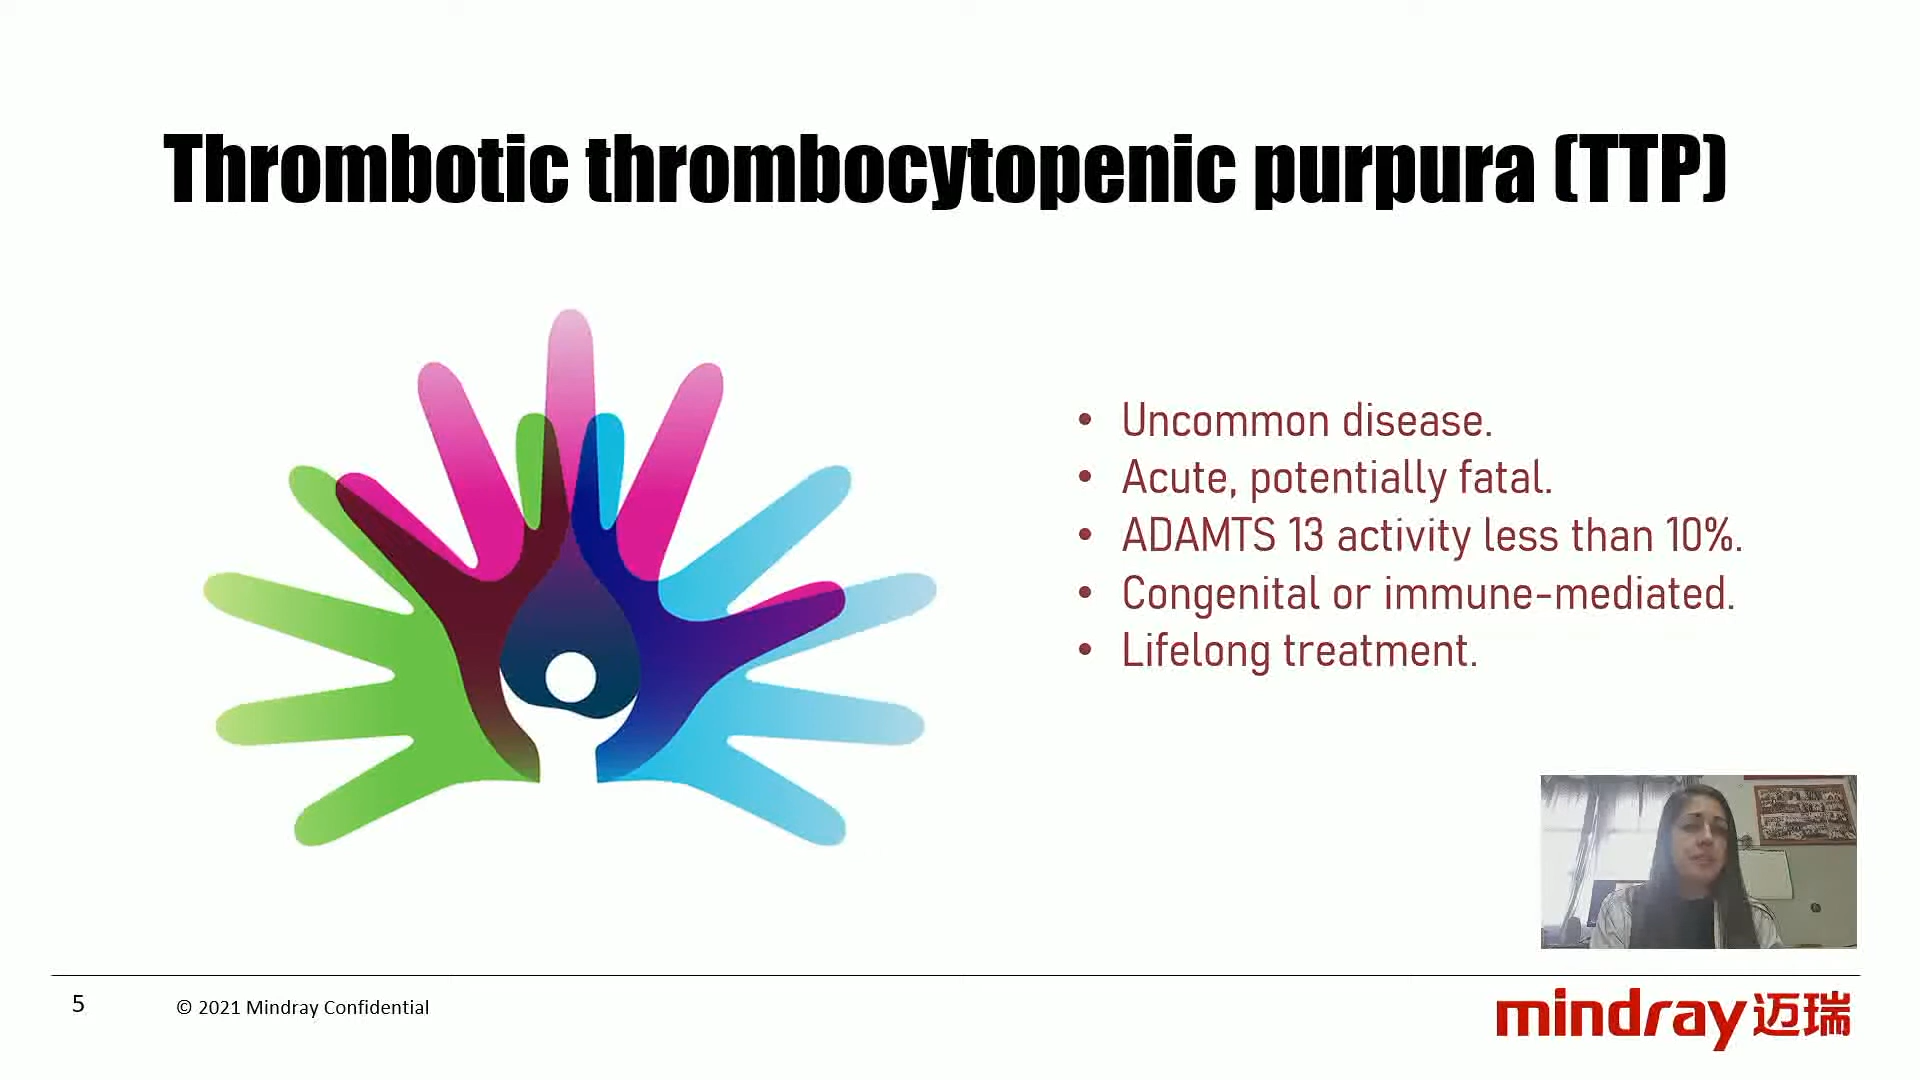 Thrombotic thrombocytopenic purpura (TTP)
• Uncommon disease.
• Acute, potentially fatal.
• ADAMTS 13 activity less than 10%.
• Congenital or immune-mediated.
• Lifelong treatment.
5
© 2021 Mindray Confidential
mindray迈瑞